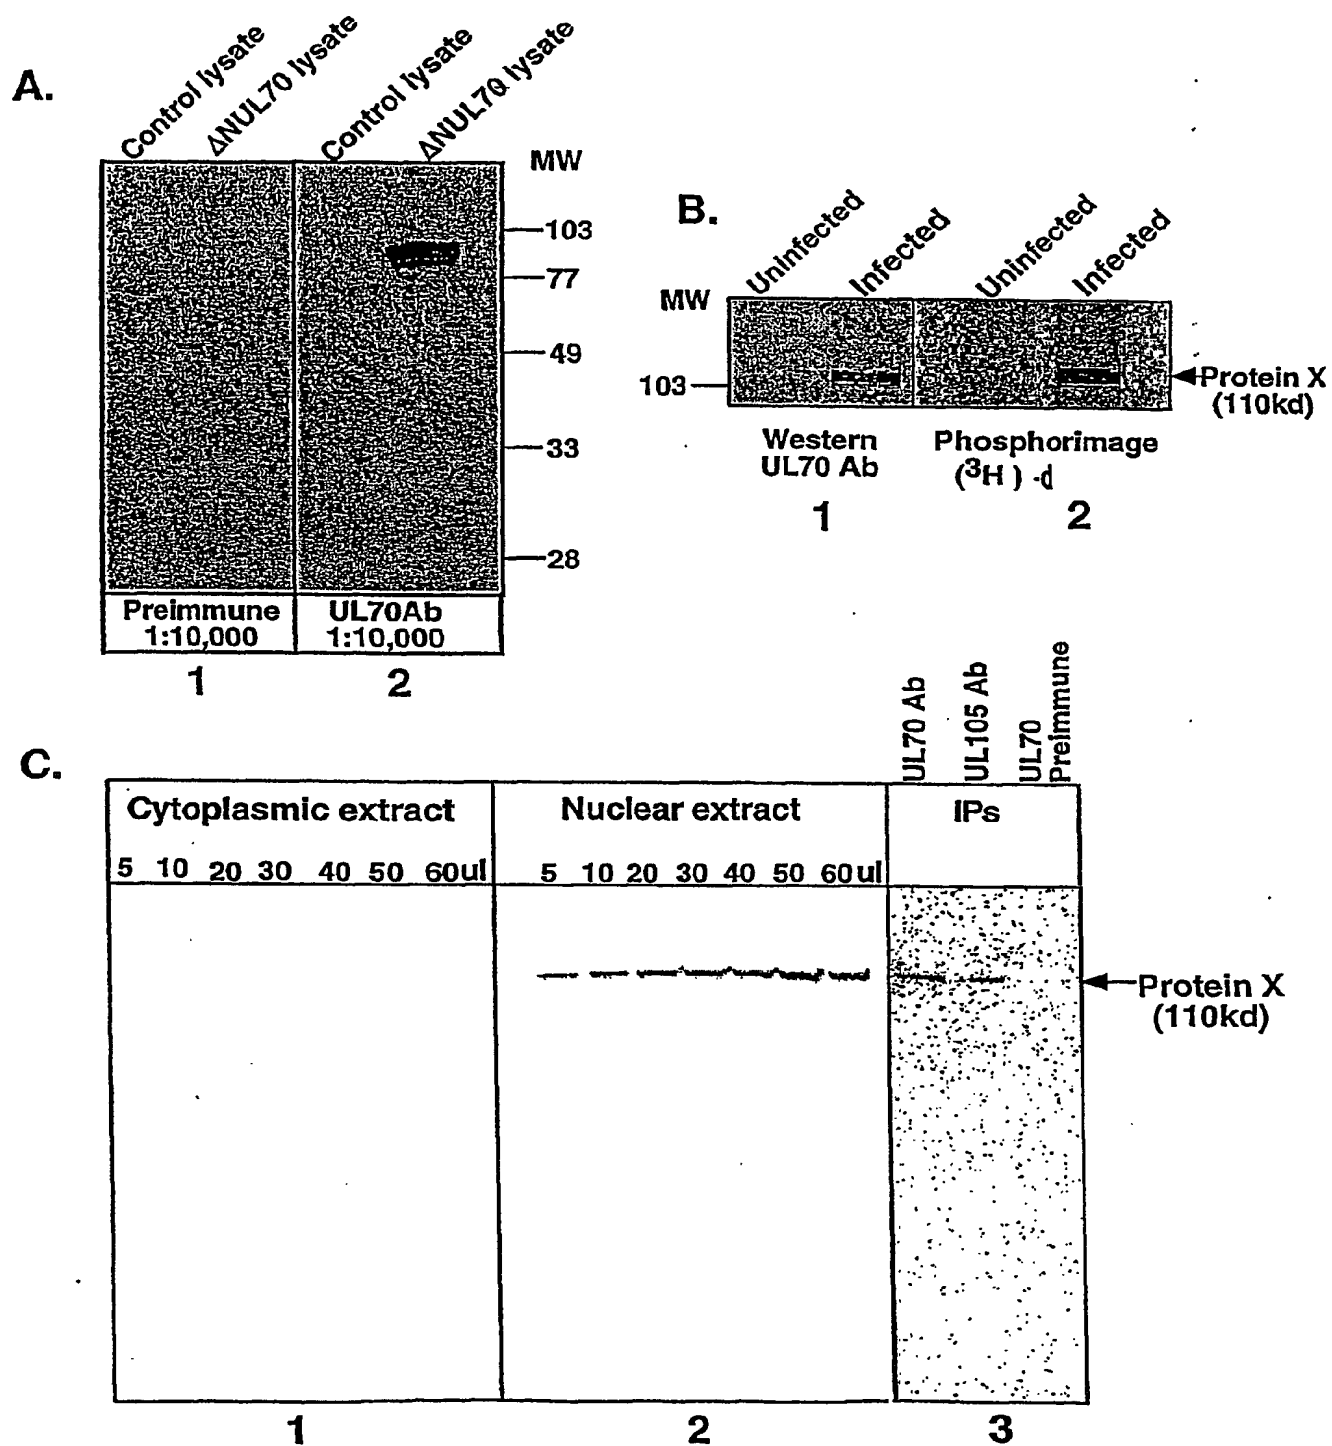 A.
Control lysate
ΔNUL70 lysate
Control lysate
ΔNUL70 lysate
MW
103
77
49
33
28
Preimmune
1:10,000
UL70Ab
1:10,000
1
2
B.
Uninfected
Infected
Uninfected
Infected
MW
103
Protein X
(110kd)
Western
UL70 Ab
Phosphorimage
(³H) -d
1
2
C.
UL70 Ab
UL105 Ab
UL70
Preimmune
Cytoplasmic extract
Nuclear extract
IPs
5 10 20 30 40 50 60ul
5 10 20 30 40 50 60ul
Protein X
(110kd)
1
2
3